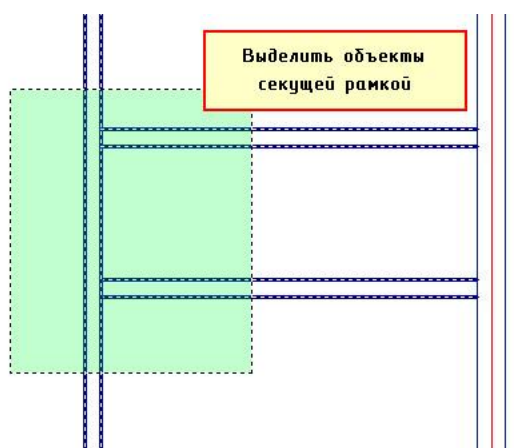 Выделить объекты
секущей рамкой